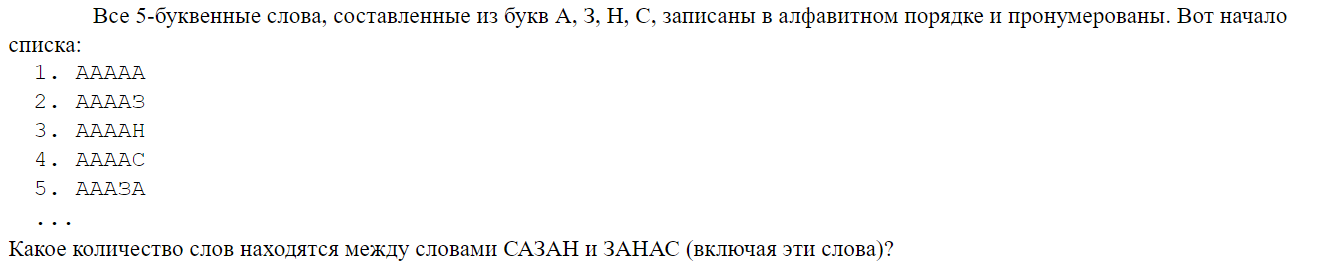 Все 5-буквенные слова, составленные из букв А, З, Н, С, записаны в алфавитном порядке и пронумерованы. Вот начало
списка:
1. ААААА
2. ААААЗ
3. ААААН
4. ААААС
5. АААЗА
...
Какое количество слов находятся между словами САЗАН и ЗАНАС (включая эти слова)?